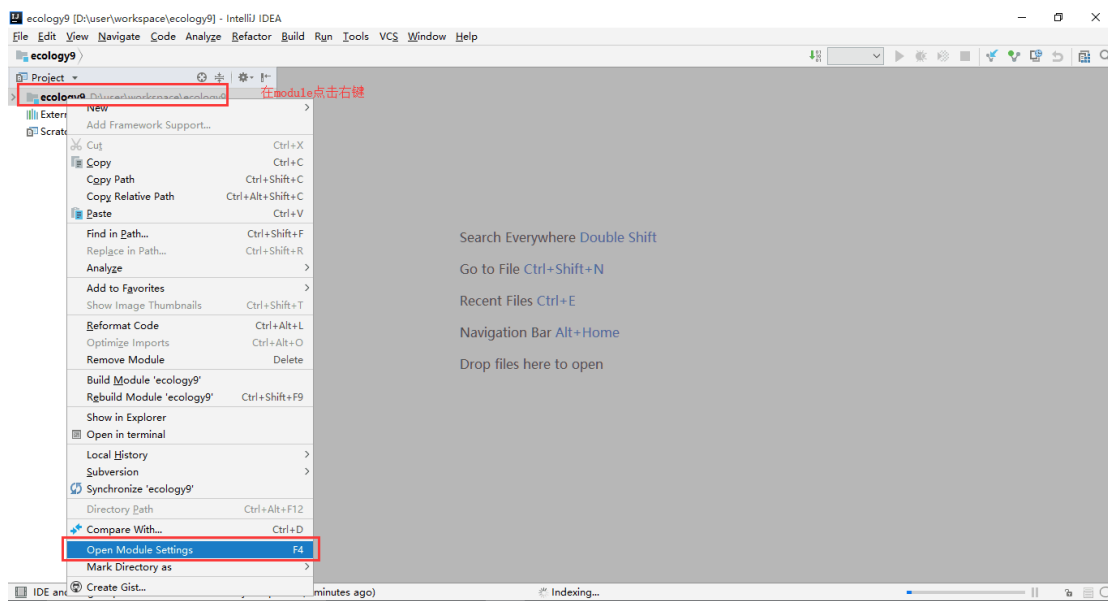 ecology9 [D:\user\workspace\ecology9] - IntelliJ IDEA
File Edit View Navigate Code Analyze Refactor Build Run Tools VCS Window Help
ecology9
Project
ecology9 D:\user\workspace\ecology9
在module点击右键
New
Add Framework Support...
Cut Ctrl+X
Copy Ctrl+C
Copy Path Ctrl+Shift+C
Copy Relative Path Ctrl+Alt+Shift+C
Paste Ctrl+V
Find in Path... Ctrl+Shift+F
Replace in Path... Ctrl+Shift+R
Analyze
Add to Favorites
Show Image Thumbnails Ctrl+Shift+T
Reformat Code Ctrl+Alt+L
Optimize Imports Ctrl+Alt+O
Remove Module Delete
Build Module 'ecology9'
Rebuild Module 'ecology9' Ctrl+Shift+F9
Show in Explorer
Open in terminal
Local History
Subversion
Synchronize 'ecology9'
Directory Path Ctrl+Alt+F12
Compare With... Ctrl+D
Open Module Settings F4
Mark Directory as
Create Gist...
Search Everywhere Double Shift
Go to File Ctrl+Shift+N
Recent Files Ctrl+E
Navigation Bar Alt+Home
Drop files here to open
IDE minutes ago) Indexing...